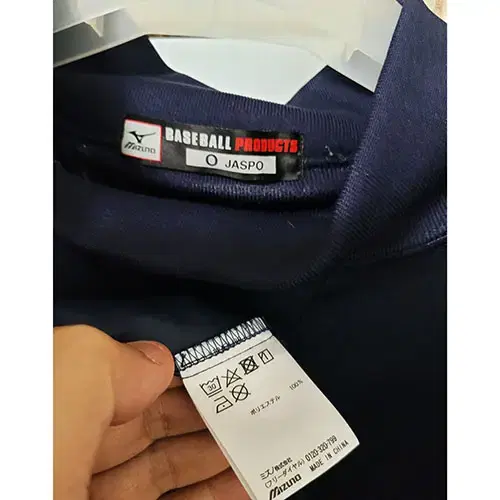 BASEBALL PRODUCTS
MIZUNO
O JASPO
30
ポリエステル 100%
ミズノ株式会社
(フリーダイヤル) 0120-320-799
MADE IN CHINA
MIZUNO